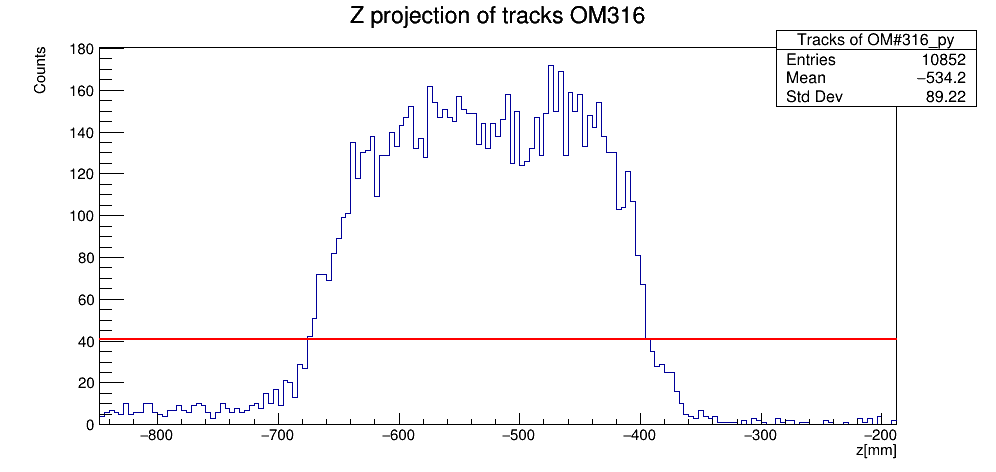 Z projection of tracks OM316
Tracks of OM#316_py
Entries 10852
Mean −534.2
Std Dev 89.22
Counts
180
160
140
120
100
80
60
40
20
0
−800 −700 −600 −500 −400 −300 −200
z[mm]